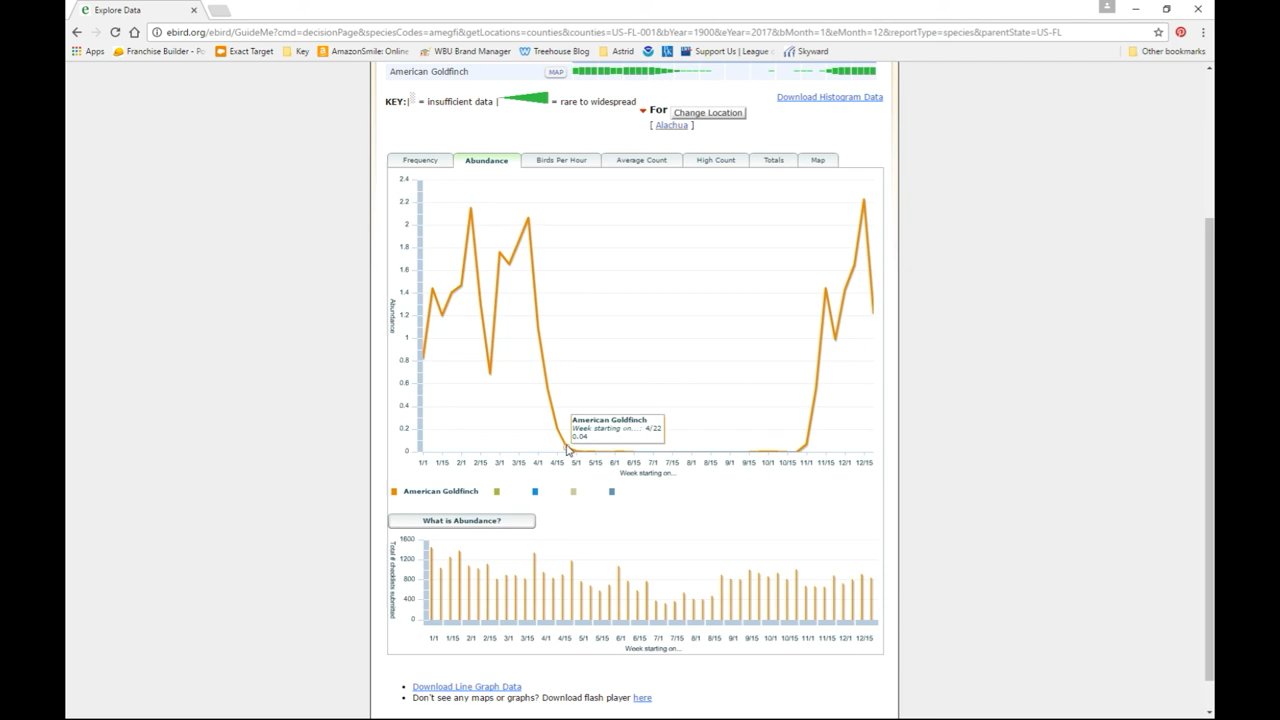 Explore Data
ebird.org/ebird/GuideMe?cmd=decisionPage&speciesCodes=amegfi&getLocations=counties&counties=US-FL-001&bYear=1900&eYear=2017&bMonth=1&eMonth=12&reportType=species&parentState=US-FL
Apps Franchise Builder - Po Key Exact Target AmazonSmile: Onli WBU Brand Manager Treehouse Blog Astrid Support Us | League Skyward Other bookmarks
American Goldfinch MAP
KEY:| = insufficient data | = rare to widespread
Download Histogram Data
For Change Location
[ Alachua ]
Frequency Abundance Birds Per Hour Average Count High Count Totals Map
2.4
2.2
2
1.8
1.6
1.4
1.2
1
0.8
0.6
0.4
0.2
0
Abundance
American Goldfinch
Week starting on...: 4/22
0.04
1/1 1/15 2/1 2/15 3/1 3/15 4/1 4/15 5/1 5/15 6/1 6/15 7/1 7/15 8/1 8/15 9/1 9/15 10/1 10/15 11/1 11/15 12/1 12/15
Week starting on...
American Goldfinch
What is Abundance?
1600
1200
800
400
0
Total # checklists submitted
1/1 1/15 2/1 2/15 3/1 3/15 4/1 4/15 5/1 5/15 6/1 6/15 7/1 7/15 8/1 8/15 9/1 9/15 10/1 10/15 11/1 11/15 12/1 12/15
Week starting on...
Download Line Graph Data
Don't see any maps or graphs? Download flash player here